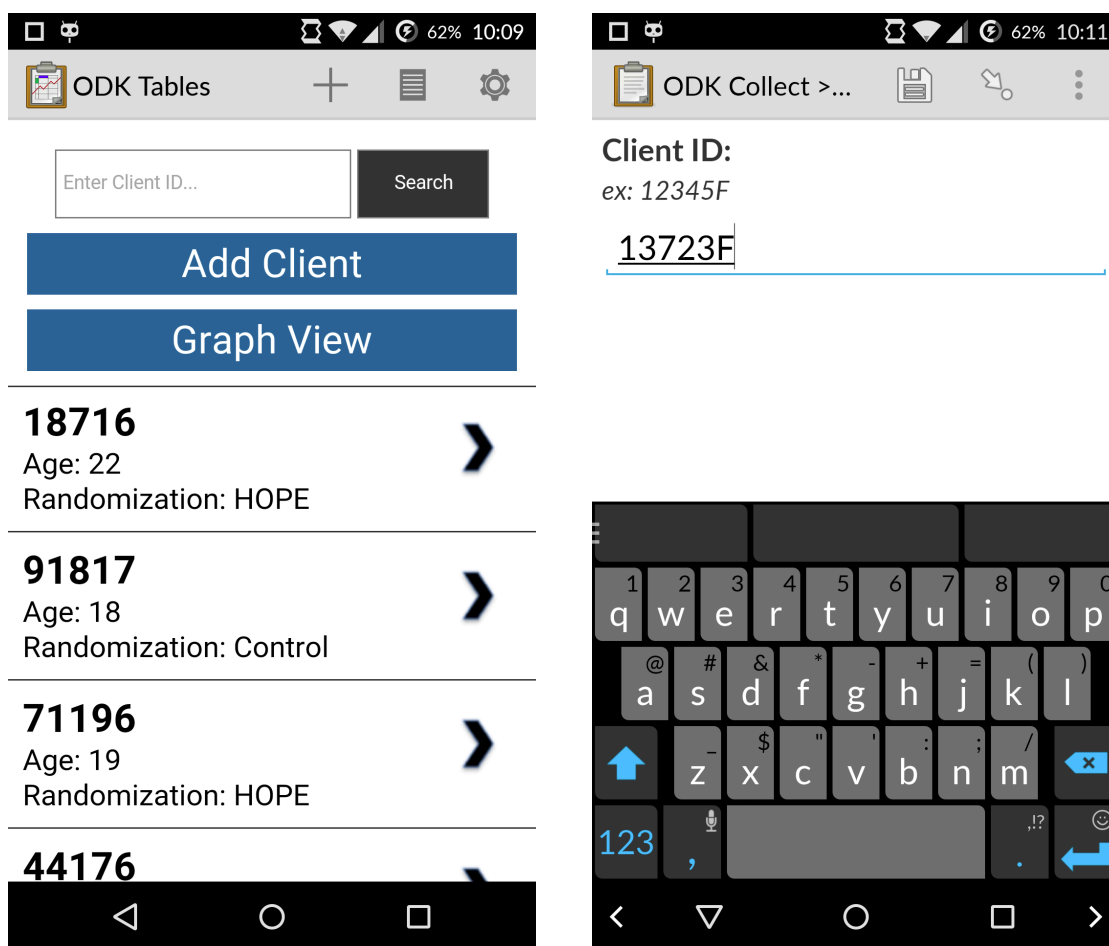 62% 10:09
ODK Tables
Enter Client ID...
Search
Add Client
Graph View
18716
Age: 22
Randomization: HOPE
91817
Age: 18
Randomization: Control
71196
Age: 19
Randomization: HOPE
44176
62% 10:11
ODK Collect >...
Client ID:
ex: 12345F
13723F
1 2 3 4 5 6 7 8 9 0
q w e r t y u i o p
@ # & * - + = ( )
a s d f g h j k l
_ $ " ' : ; /
z x c v b n m
,!?
123 , .